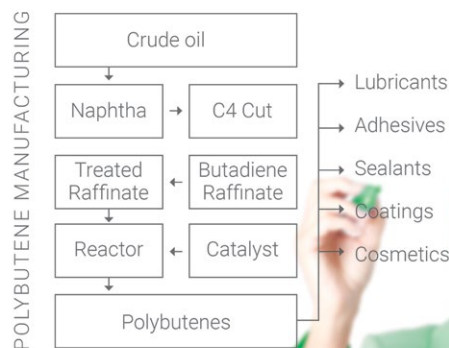 POLYBUTENE MANUFACTURING
Crude oil
Naphtha
C4 Cut
Treated
Raffinate
Butadiene
Raffinate
Reactor
Catalyst
Polybutenes
Lubricants
Adhesives
Sealants
Coatings
Cosmetics